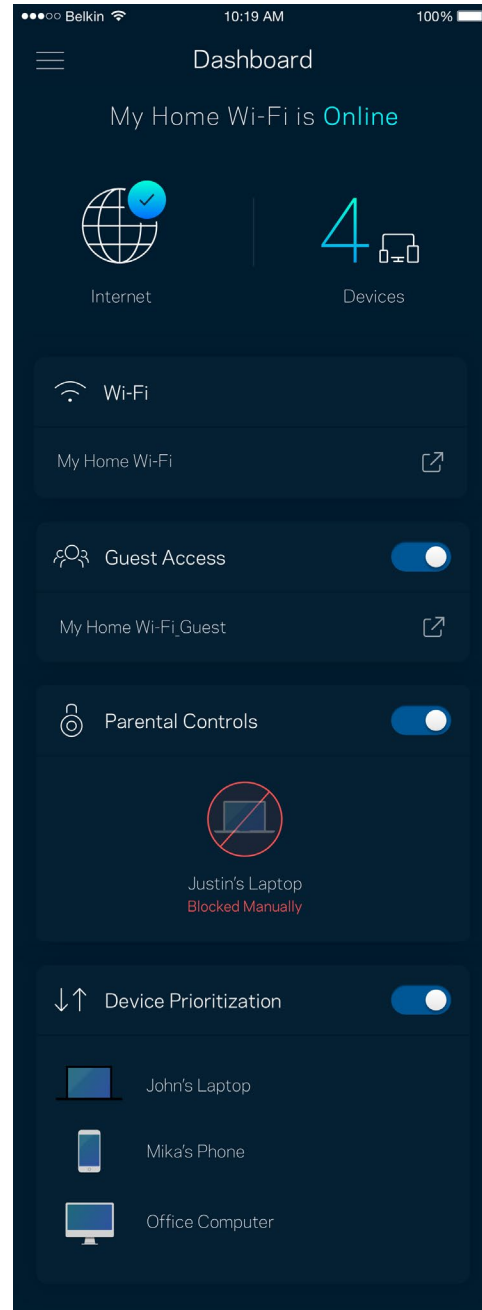 Belkin 10:19 AM 100%
Dashboard
My Home Wi-Fi is Online
4
Internet Devices
Wi-Fi
My Home Wi-Fi
Guest Access
My Home Wi-Fi_Guest
Parental Controls
Justin's Laptop
Blocked Manually
Device Prioritization
John's Laptop
Mika's Phone
Office Computer